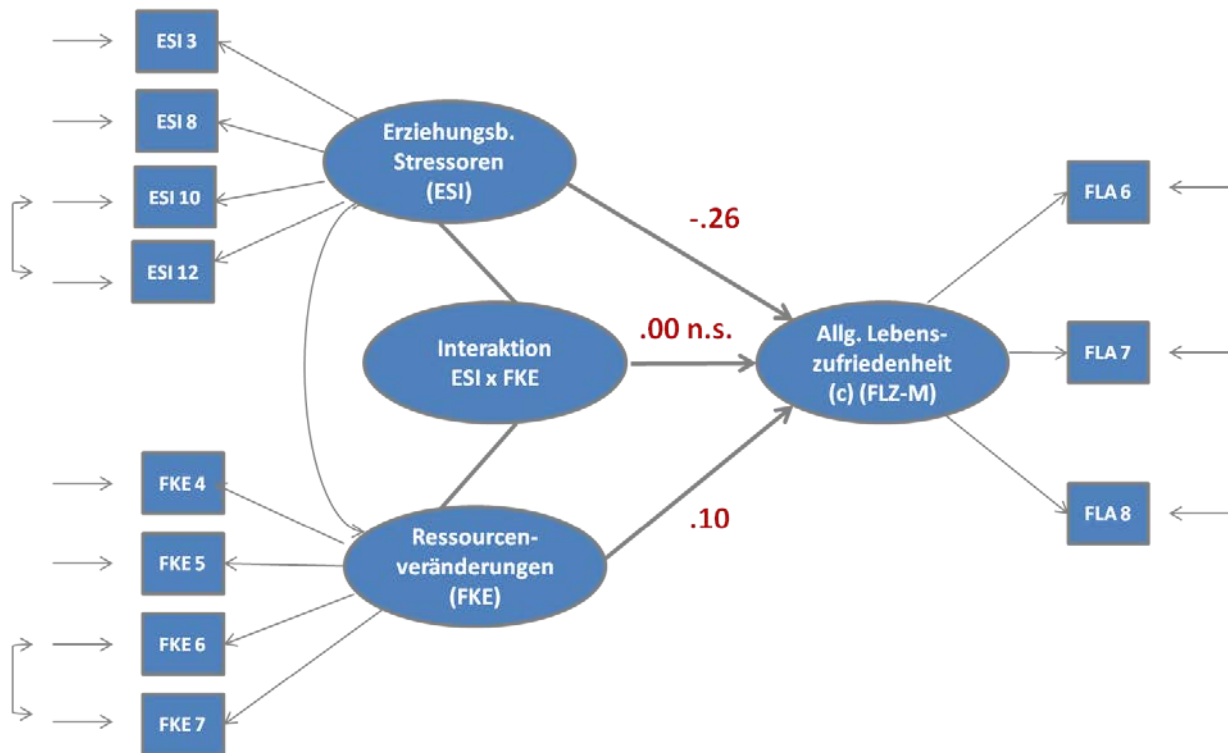 ESI 3
ESI 8
ESI 10
ESI 12
Erziehungsb.
Stressoren
(ESI)
-.26
Interaktion
ESI x FKE
.00 n.s.
Allg. Lebens-
zufriedenheit
(c) (FLZ-M)
FLA 6
FLA 7
FLA 8
FKE 4
FKE 5
FKE 6
FKE 7
Ressourcen-
veränderungen
(FKE)
.10